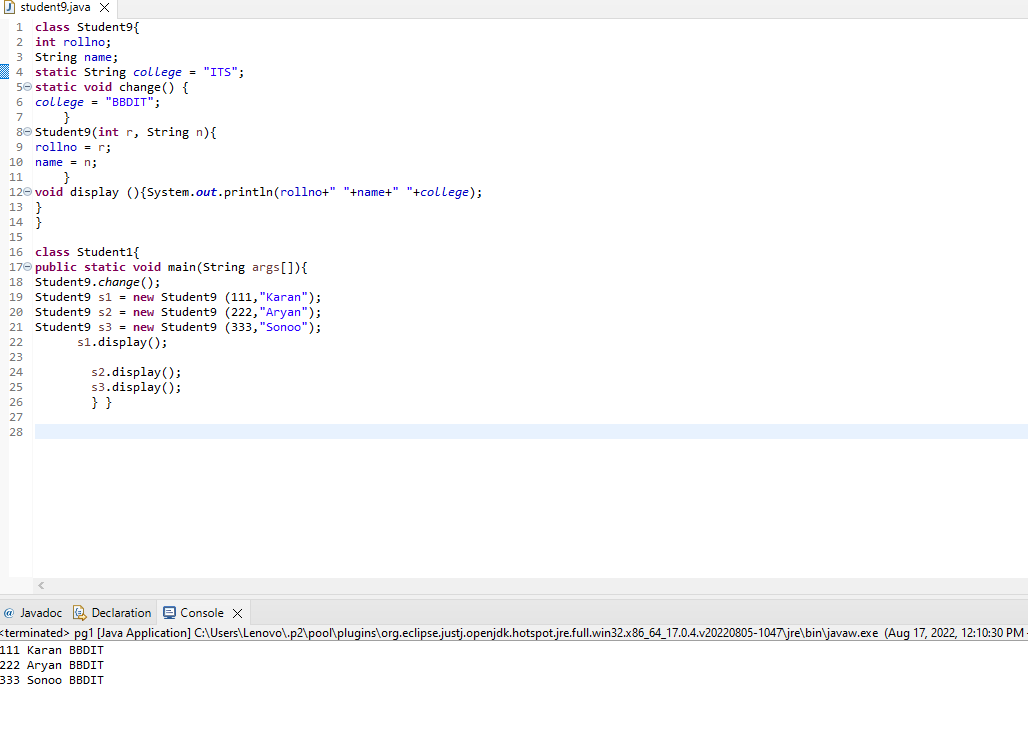 student9.java
1 class Student9{
2 int rollno;
3 String name;
4 static String college = "ITS";
5 static void change() {
6 college = "BBDIT";
7 }
8 Student9(int r, String n){
9 rollno = r;
10 name = n;
11 }
12 void display (){System.out.println(rollno+" "+name+" "+college);
13 }
14 }
15
16 class Student1{
17 public static void main(String args[]){
18 Student9.change();
19 Student9 s1 = new Student9 (111,"Karan");
20 Student9 s2 = new Student9 (222,"Aryan");
21 Student9 s3 = new Student9 (333,"Sonoo");
22 s1.display();
23
24 s2.display();
25 s3.display();
26 } }
27
28
@ Javadoc Declaration Console
<terminated> pg1 [Java Application] C:\Users\Lenovo\.p2\pool\plugins\org.eclipse.justj.openjdk.hotspot.jre.full.win32.x86_64_17.0.4.v20220805-1047\jre\bin\javaw.exe (Aug 17, 2022, 12:10:30 PM -
111 Karan BBDIT
222 Aryan BBDIT
333 Sonoo BBDIT